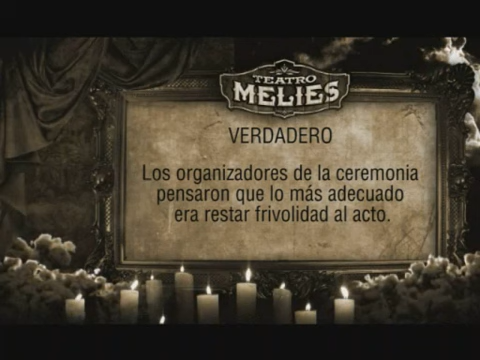 TEATRO
MELIES
VERDADERO
Los organizadores de la ceremonia
pensaron que lo más adecuado
era restar frivolidad al acto.